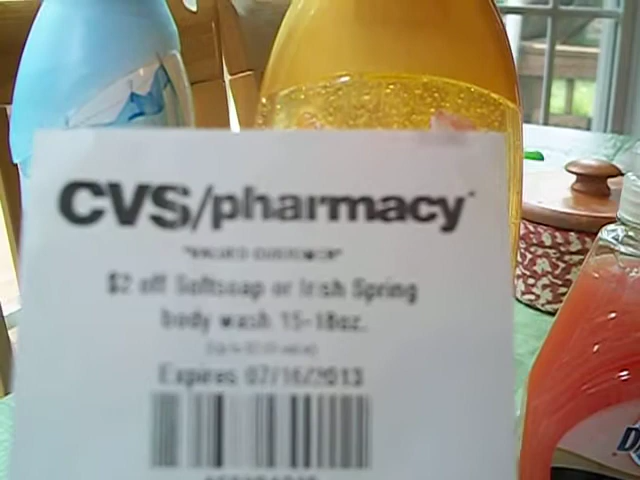 CVS/pharmacy
$2 off Softsoap or Irish Spring
body wash 15-18oz.
Expires 07/16/2013